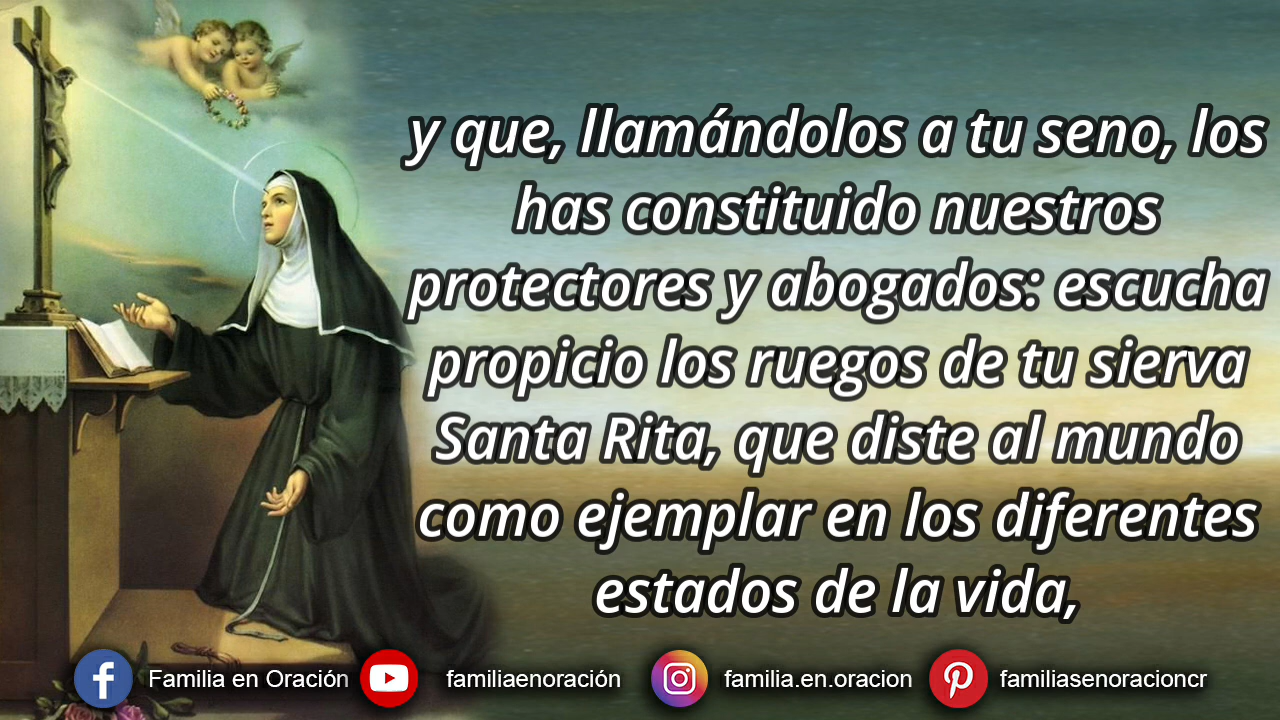 y que, llamándolos a tu seno, los
has constituido nuestros
protectores y abogados: escucha
propicio los ruegos de tu sierva
Santa Rita, que diste al mundo
como ejemplar en los diferentes
estados de la vida,
Familia en Oración familiaenoración familia.en.oracion familiasenoracioncr